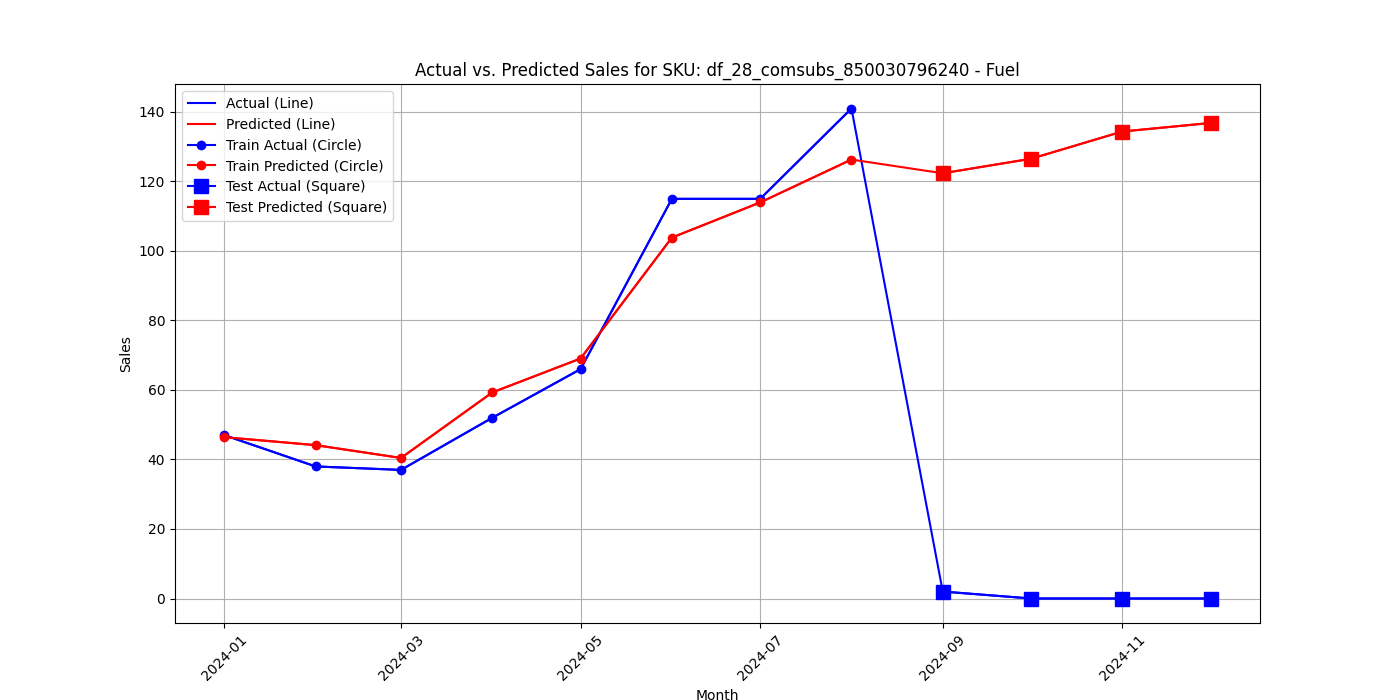 Actual vs. Predicted Sales for SKU: df_28_comsubs_850030796240 - Fuel
Actual (Line)
Predicted (Line)
Train Actual (Circle)
Train Predicted (Circle)
Test Actual (Square)
Test Predicted (Square)
140
120
100
80
60
40
20
0
Sales
2024-01
2024-03
2024-05
2024-07
2024-09
2024-11
Month